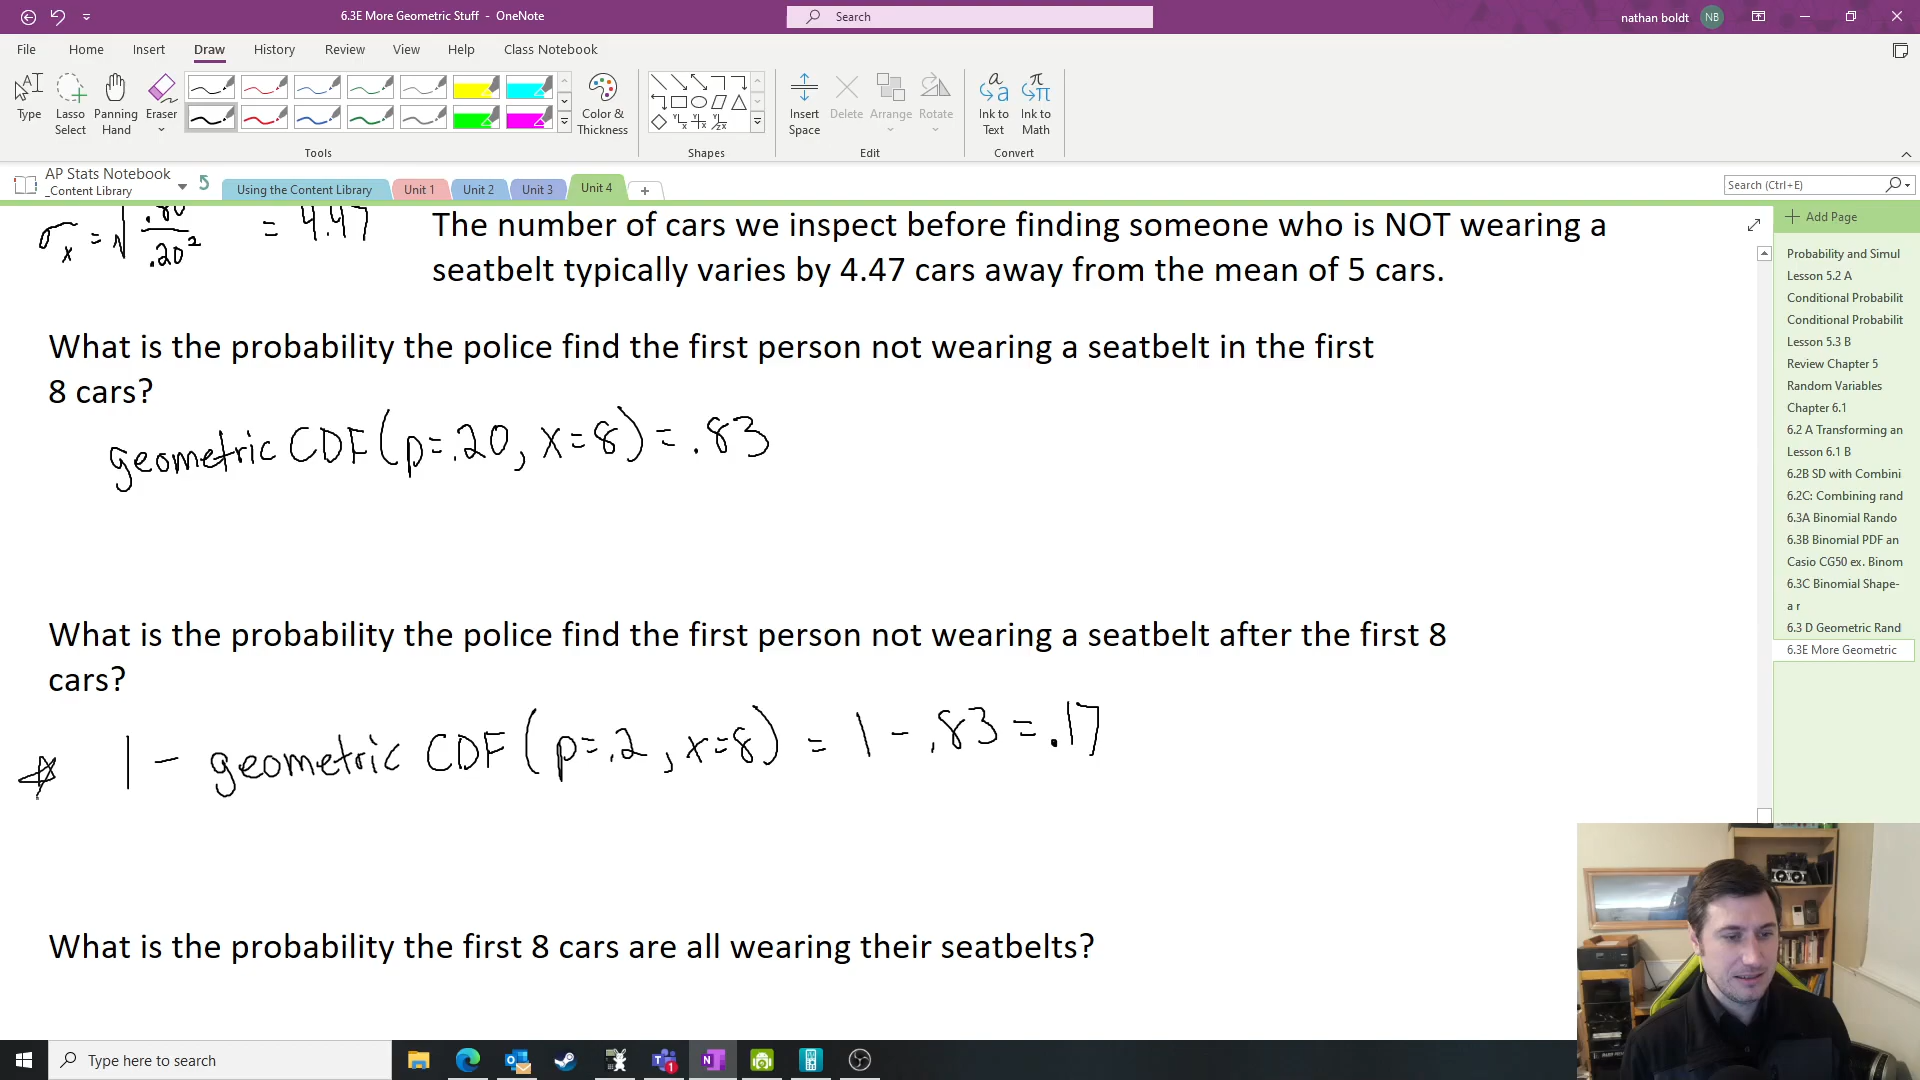 6.3E More Geometric Stuff - OneNote
Search
nathan boldt
NB
File Home Insert Draw History Review View Help Class Notebook
Type
Lasso Select
Panning Hand
Eraser
Color & Thickness
Insert Space
Delete
Arrange
Rotate
Ink to Text
Ink to Math
Tools
Shapes
Edit
Convert
AP Stats Notebook
_Content Library
Using the Content Library Unit 1 Unit 2 Unit 3 Unit 4 +
Search (Ctrl+E)
σx = √ .80 / .20² = 4.47
The number of cars we inspect before finding someone who is NOT wearing a
seatbelt typically varies by 4.47 cars away from the mean of 5 cars.
What is the probability the police find the first person not wearing a seatbelt in the first
8 cars?
geometric CDF(p=.20, x=8) = .83
What is the probability the police find the first person not wearing a seatbelt after the first 8
cars?
1 - geometric CDF (p=.2, x=8) = 1 - .83 = .17
What is the probability the first 8 cars are all wearing their seatbelts?
Add Page
Probability and Simul
Lesson 5.2 A
Conditional Probabilit
Conditional Probabilit
Lesson 5.3 B
Review Chapter 5
Random Variables
Chapter 6.1
6.2 A Transforming an
Lesson 6.1 B
6.2B SD with Combini
6.2C: Combining rand
6.3A Binomial Rando
6.3B Binomial PDF an
Casio CG50 ex. Binom
6.3C Binomial Shape-
a r
6.3 D Geometric Rand
6.3E More Geometric
Type here to search